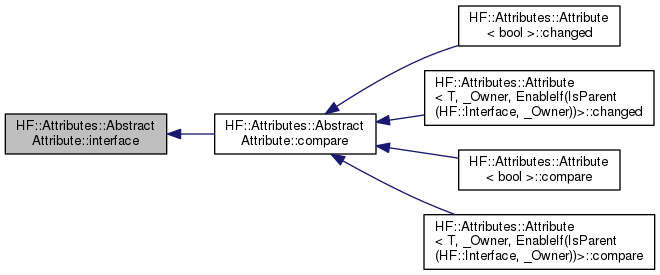 HF::Attributes::Abstract
Attribute::interface
HF::Attributes::Abstract
Attribute::compare
HF::Attributes::Attribute
< bool >::changed
HF::Attributes::Attribute
< T, _Owner, EnableIf(IsParent
(HF::Interface, _Owner))>::changed
HF::Attributes::Attribute
< bool >::compare
HF::Attributes::Attribute
< T, _Owner, EnableIf(IsParent
(HF::Interface, _Owner))>::compare